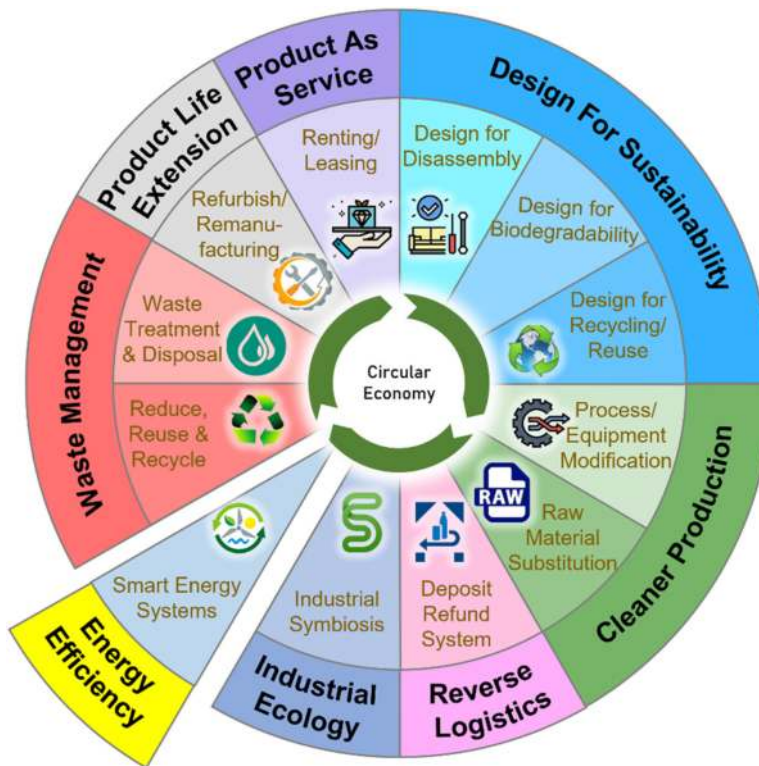 Product As
Service
Design For Sustainability
Product Life
Extension
Renting/
Leasing
Design for
Disassembly
Refurbish/
Remanu-
facturing
Design for
Biodegradability
Waste Management
Waste
Treatment
& Disposal
Design for
Recycling/
Reuse
Circular
Economy
Reduce,
Reuse &
Recycle
Process/
Equipment
Modification
Cleaner Production
RAW
Raw
Material
Substitution
Smart Energy
Systems
Industrial
Symbiosis
Deposit
Refund
System
Energy
Efficiency
Industrial
Ecology
Reverse
Logistics